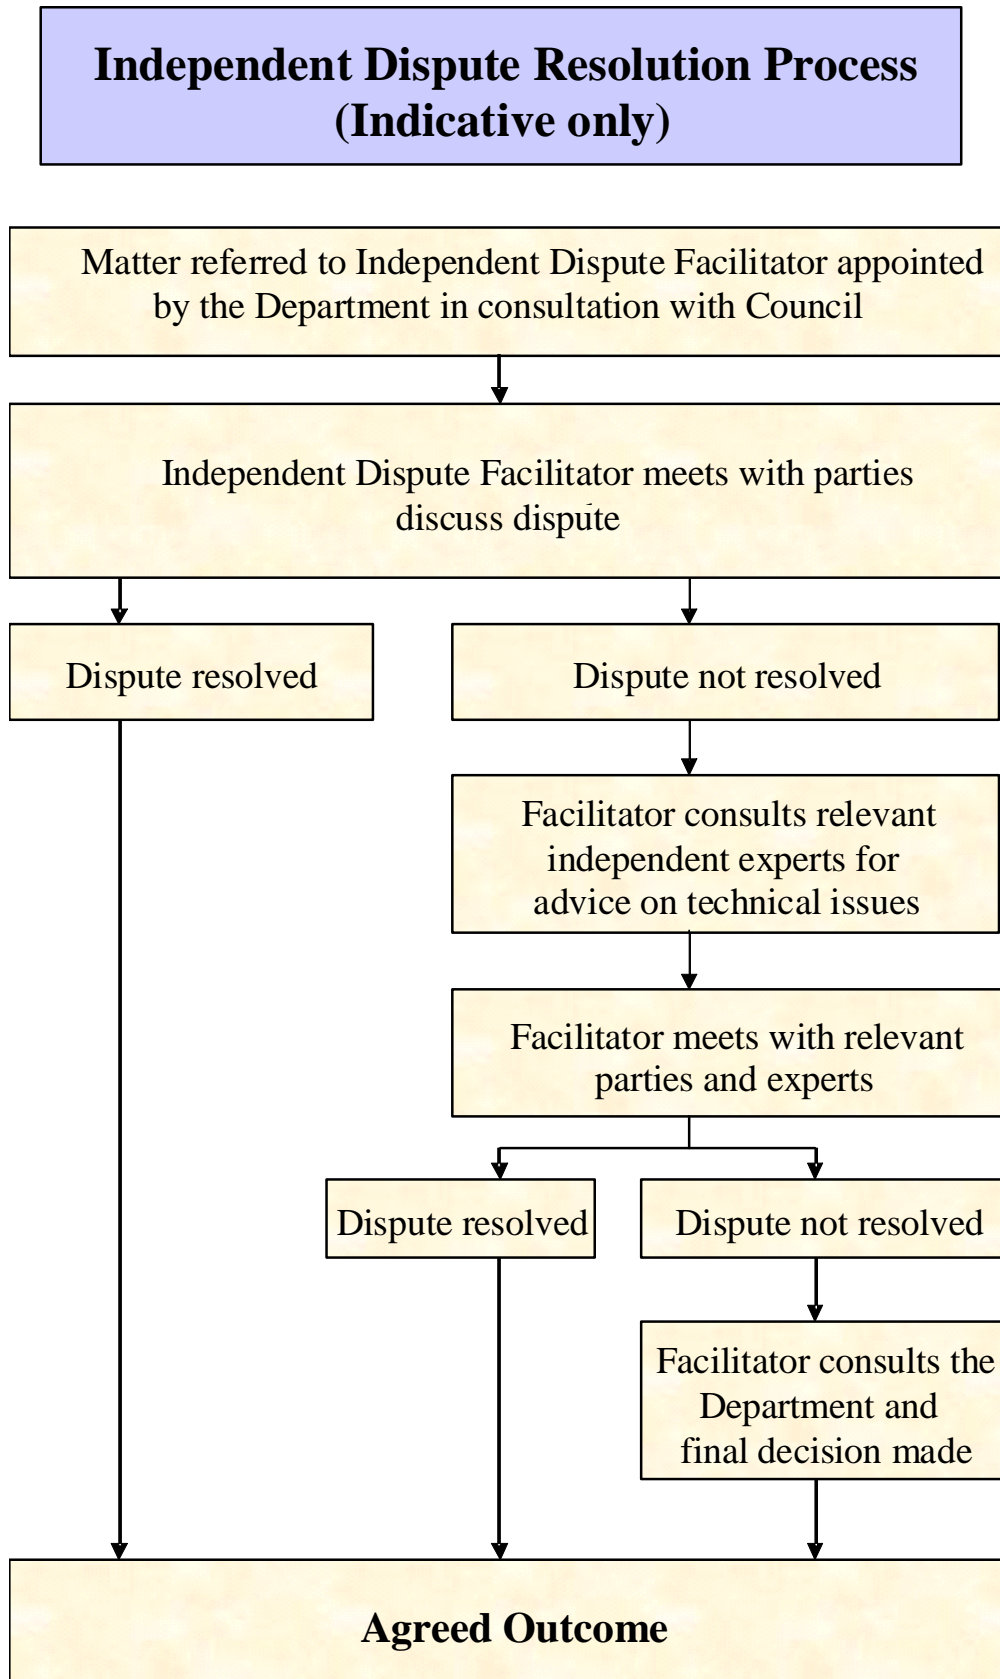 Independent Dispute Resolution Process
(Indicative only)
Matter referred to Independent Dispute Facilitator appointed
by the Department in consultation with Council
Independent Dispute Facilitator meets with parties
discuss dispute
Dispute resolved
Dispute not resolved
Facilitator consults relevant
independent experts for
advice on technical issues
Facilitator meets with relevant
parties and experts
Dispute resolved
Dispute not resolved
Facilitator consults the
Department and
final decision made
Agreed Outcome